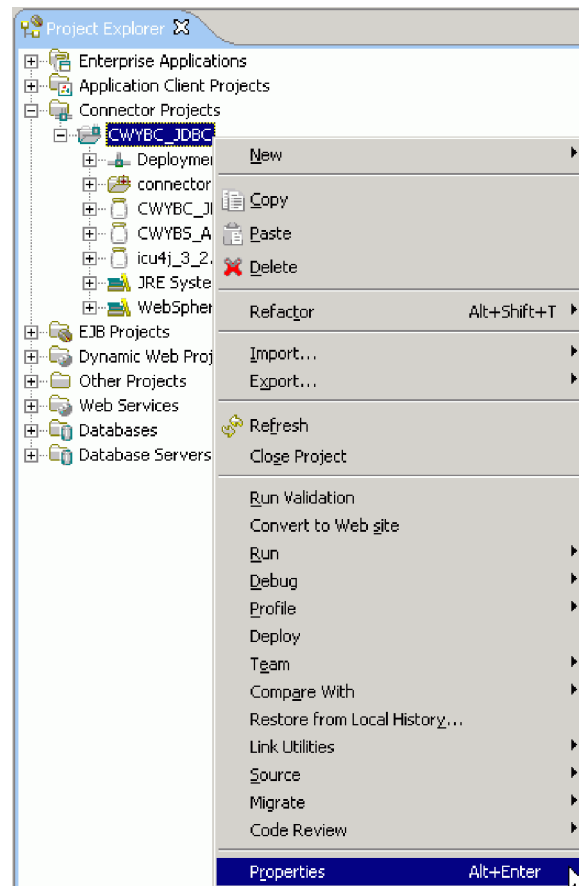 Project Explorer
Enterprise Applications
Application Client Projects
Connector Projects
CWYBC_JDBC
Deployme
connector
CWYBC_J
CWYBS_A
icu4j_3_2.
JRE Syste
WebSpher
EJB Projects
Dynamic Web Proj
Other Projects
Web Services
Databases
Database Servers
New
Copy
Paste
Delete
Refactor Alt+Shift+T
Import...
Export...
Refresh
Close Project
Run Validation
Convert to Web site
Run
Debug
Profile
Deploy
Team
Compare With
Restore from Local History...
Link Utilities
Source
Migrate
Code Review
Properties Alt+Enter